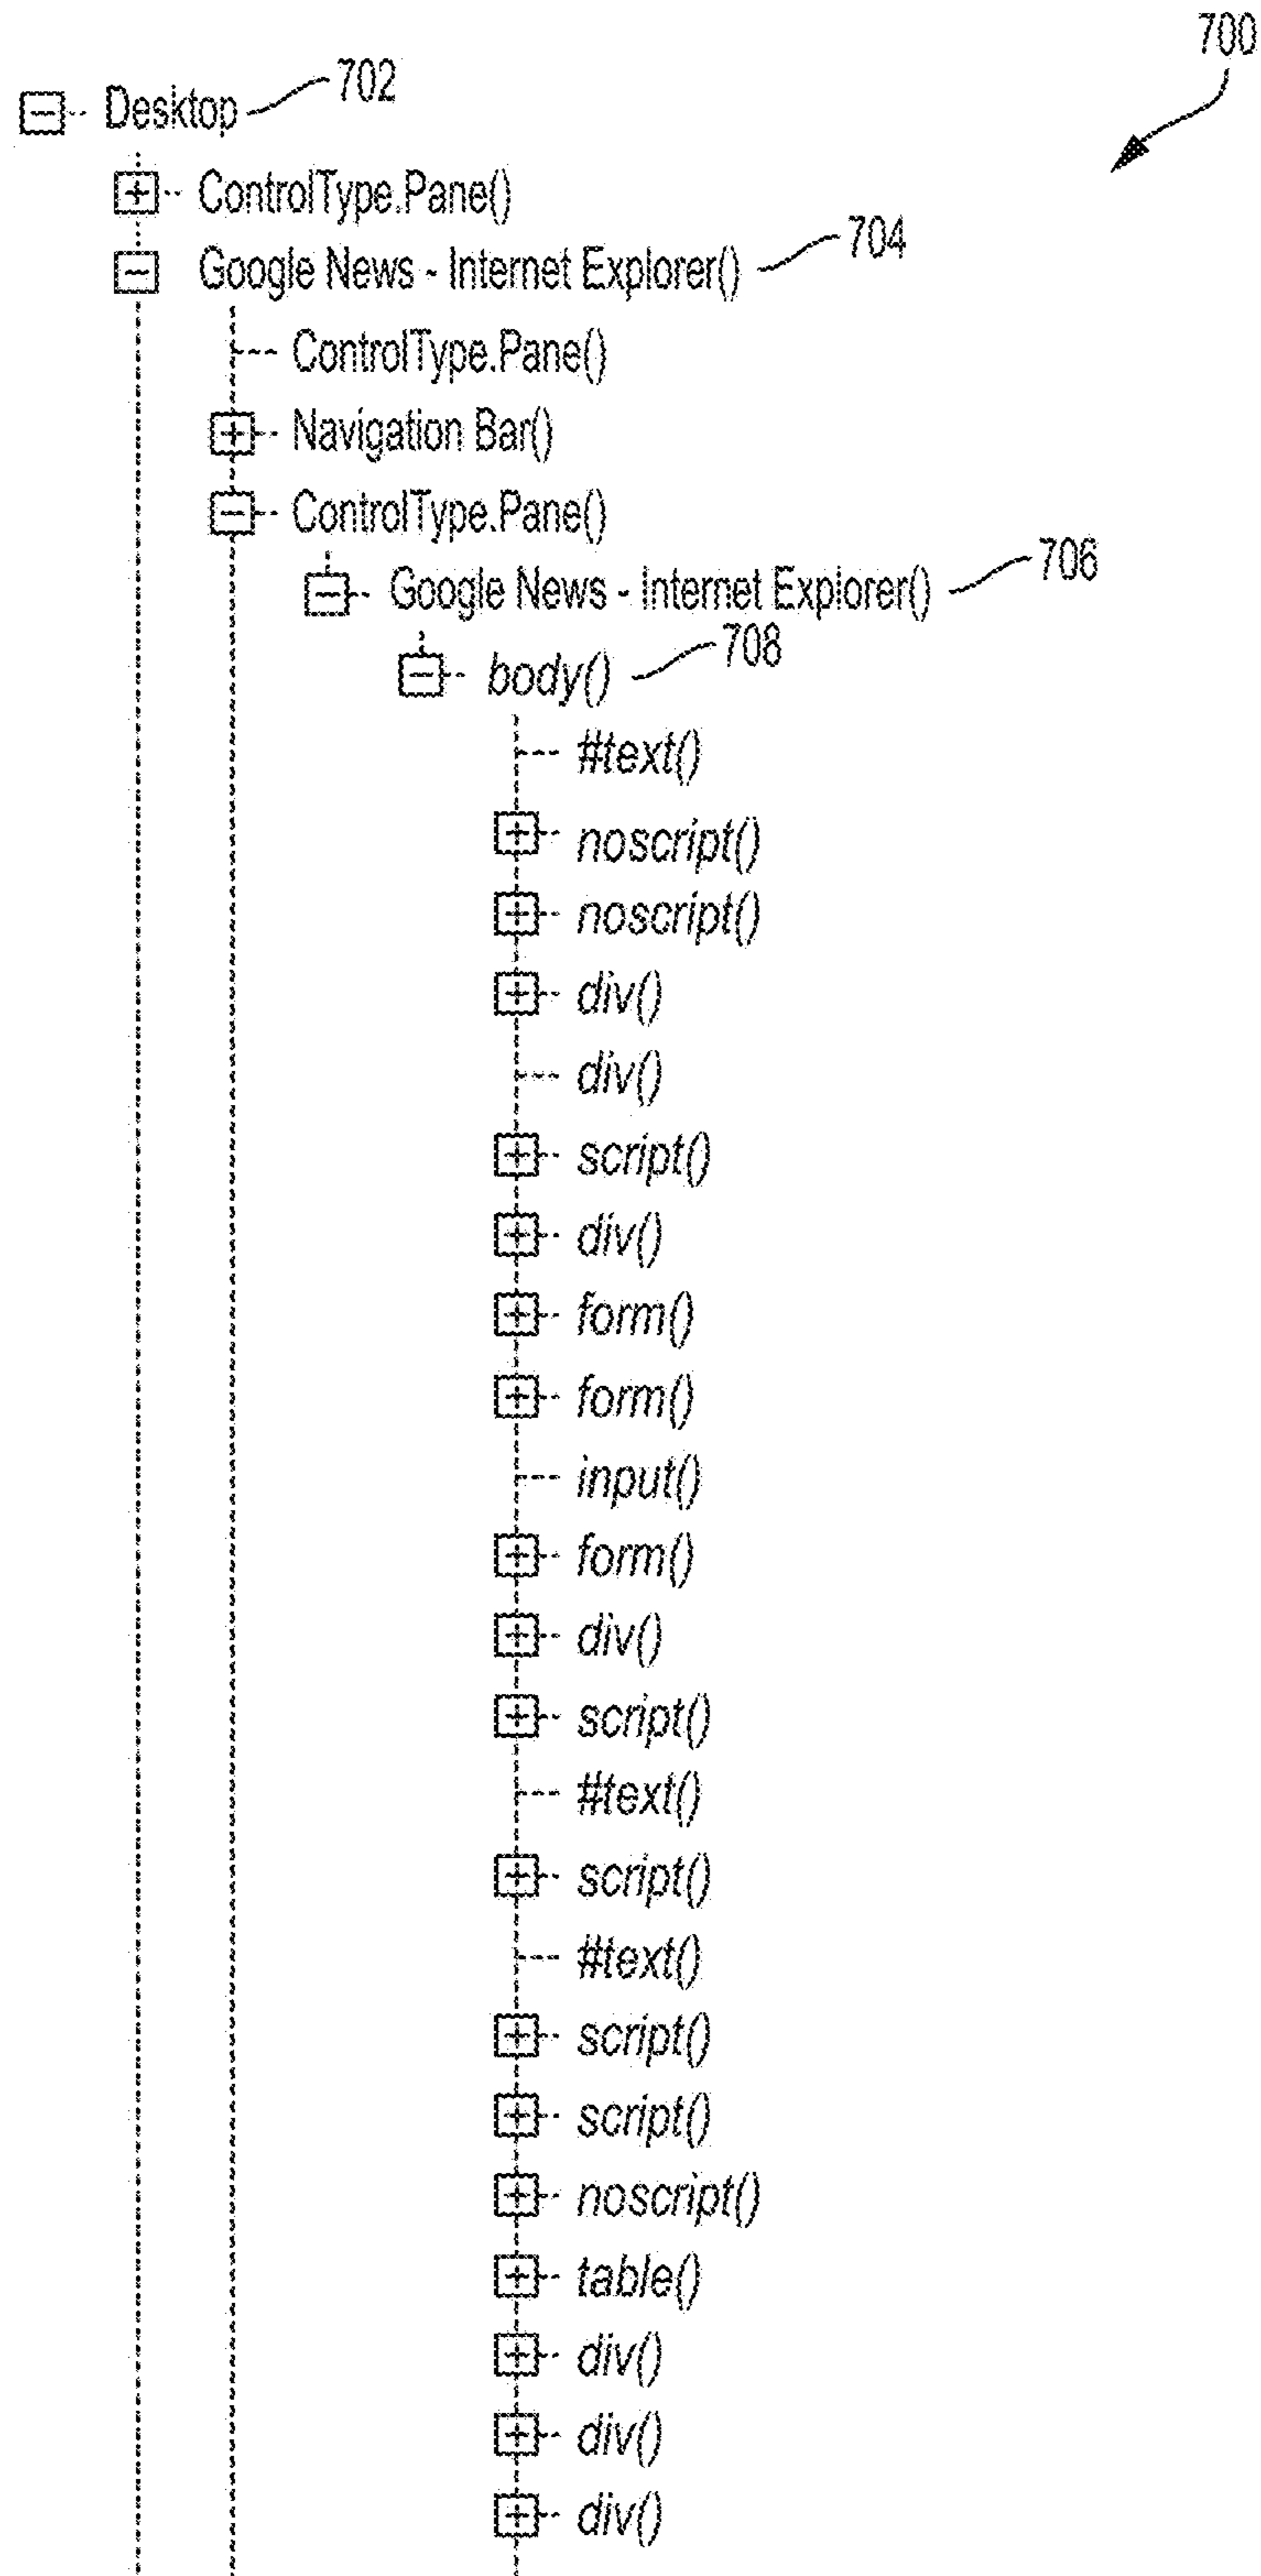 700
Desktop 702
ControlType.Pane()
Google News - Internet Explorer() 704
ControlType.Pane()
Navigation Bar()
ControlType.Pane()
Google News - Internet Explorer() 706
body() 708
#text()
noscript()
noscript()
div()
div()
script()
div()
form()
form()
input()
form()
div()
script()
#text()
script()
#text()
script()
script()
noscript()
table()
div()
div()
div()